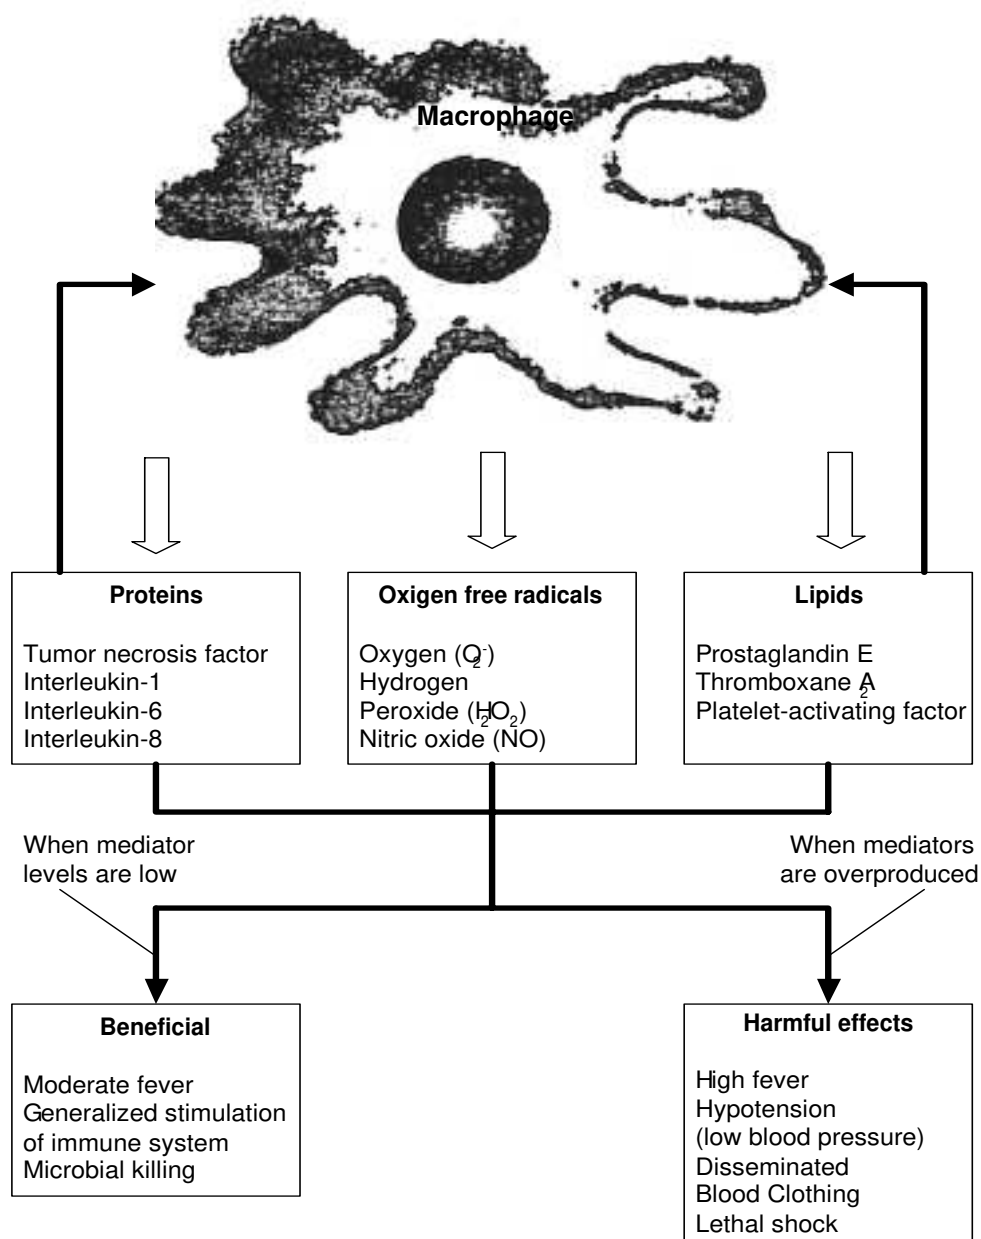 Macrophage
Proteins
Tumor necrosis factor
Interleukin-1
Interleukin-6
Interleukin-8
Oxigen free radicals
Oxygen (O₂⁻)
Hydrogen
Peroxide (H₂O₂)
Nitric oxide (NO)
Lipids
Prostaglandin E
Thromboxane A₂
Platelet-activating factor
When mediator
levels are low
When mediators
are overproduced
Beneficial
Moderate fever
Generalized stimulation
of immune system
Microbial killing
Harmful effects
High fever
Hypotension
(low blood pressure)
Disseminated
Blood Clothing
Lethal shock